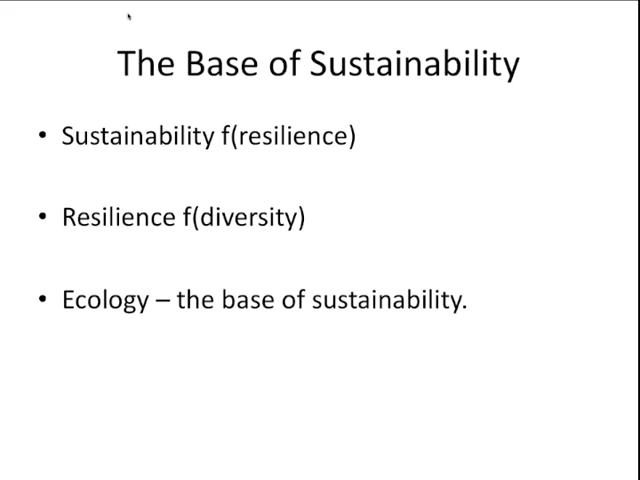 The Base of Sustainability
• Sustainability f(resilience)
• Resilience f(diversity)
• Ecology – the base of sustainability.